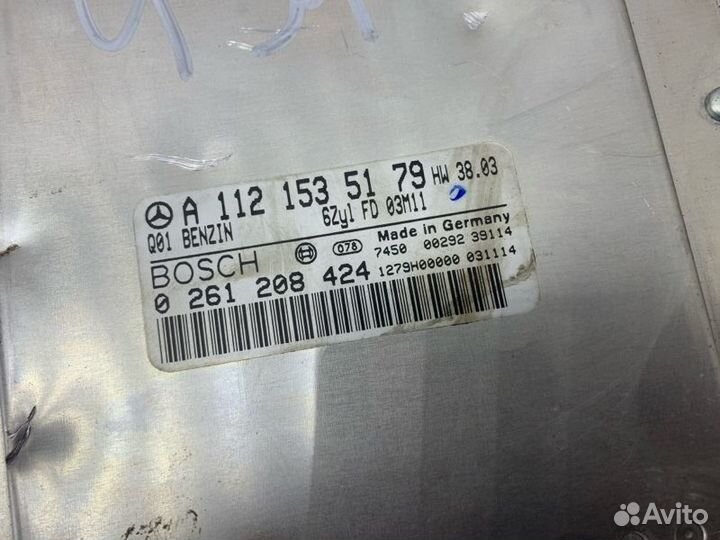 A 112 153 51 79 HW 38.03
Q01 BENZIN 6Zyl FD 03M11
Made in Germany
BOSCH 078 7450 00292 39114
0 261 208 424 1279H00000 031114
Avito